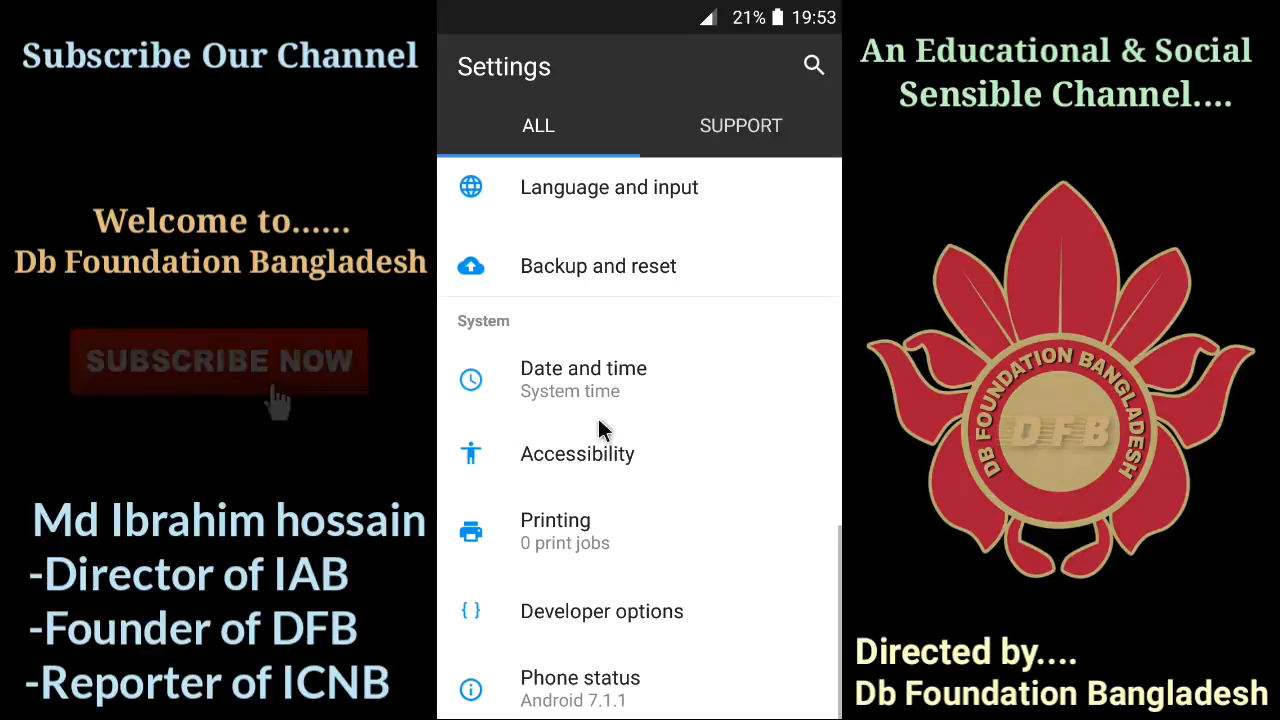 Subscribe Our Channel
Welcome to......
Db Foundation Bangladesh
SUBSCRIBE NOW
Md Ibrahim hossain
-Director of IAB
-Founder of DFB
-Reporter of ICNB
21% 19:53
Settings
ALL SUPPORT
Language and input
Backup and reset
System
Date and time
System time
Accessibility
Printing
0 print jobs
Developer options
Phone status
Android 7.1.1
An Educational & Social
Sensible Channel....
DB FOUNDATION BANGLADESH
DFB
Directed by....
Db Foundation Bangladesh